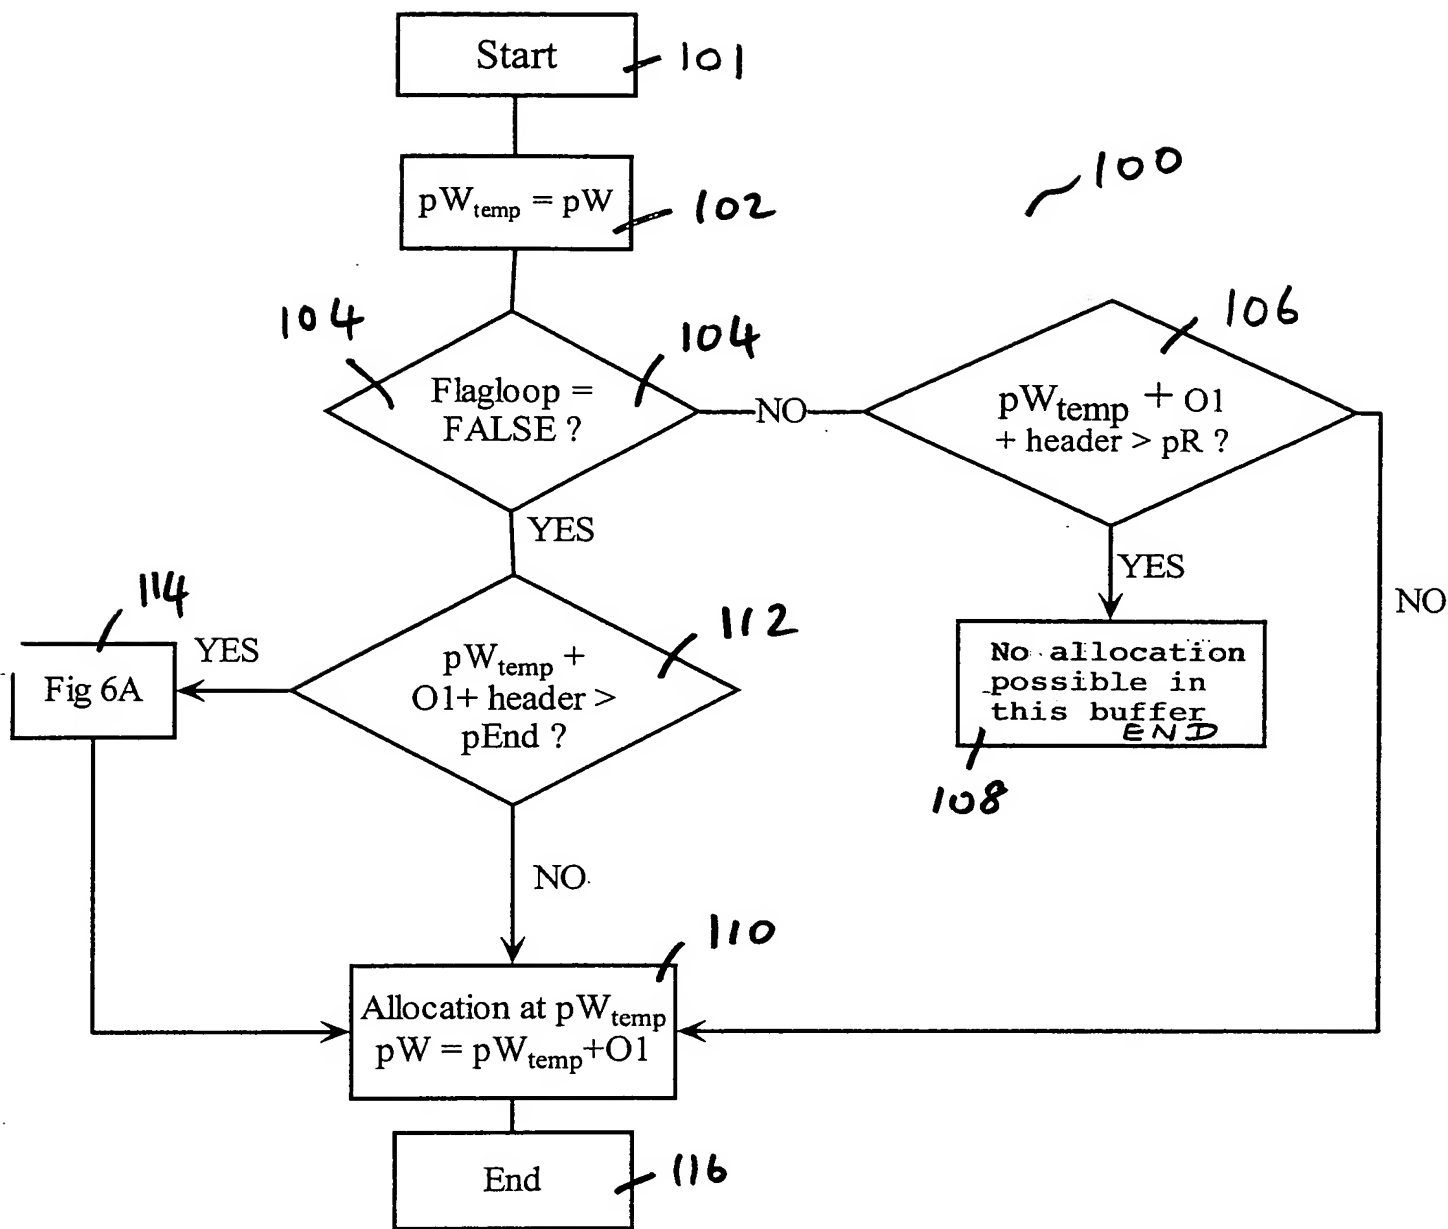 Start
101
pWtemp = pW
102
100
104
104
Flagloop =
FALSE ?
NO
106
pWtemp + O1
+ header > pR ?
YES
YES
NO
114
Fig 6A
YES
112
pWtemp +
O1+ header >
pEnd ?
No allocation
possible in
this buffer
END
108
NO
110
Allocation at pWtemp
pW = pWtemp+O1
End
116